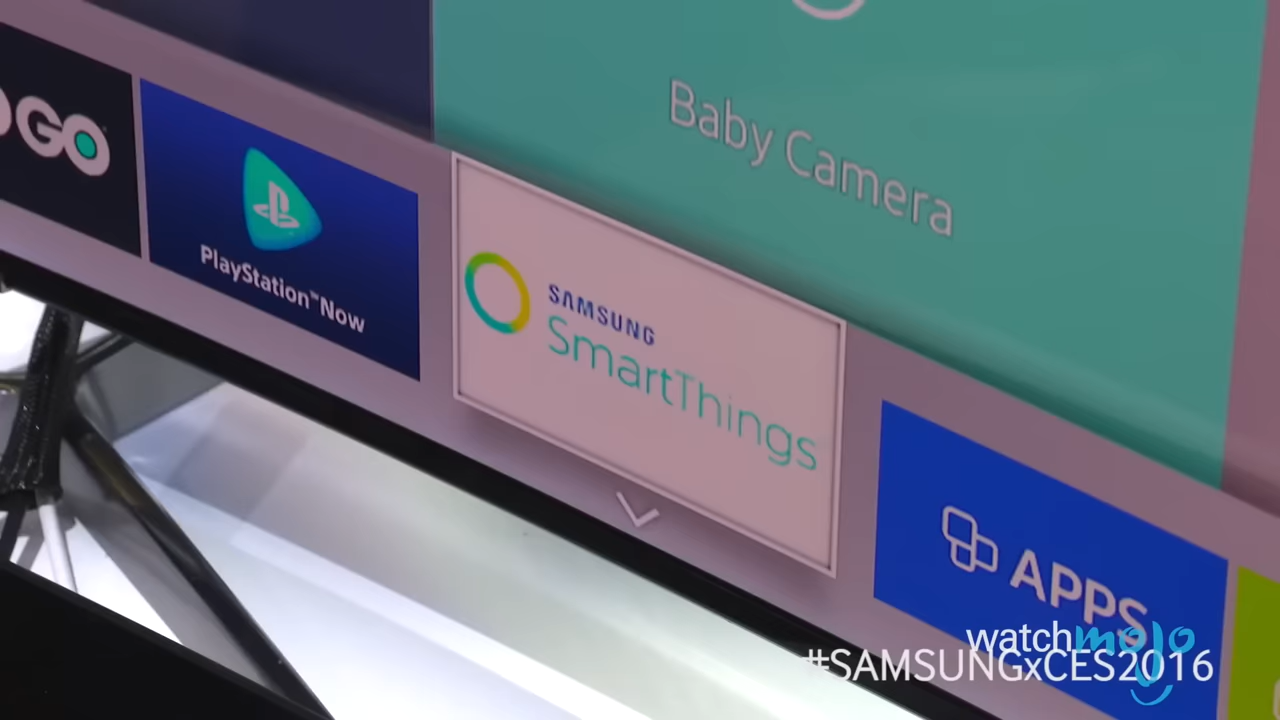 Baby Camera
GO
PlayStation™Now
SAMSUNG
SmartThings
APPS
watchmojo
#SAMSUNGxCES2016